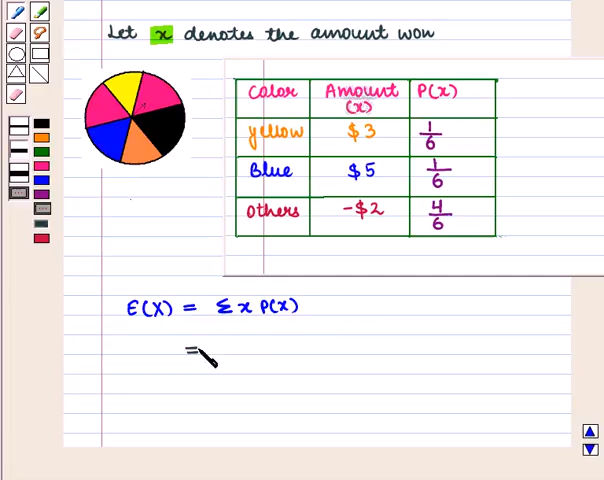 Let x denotes the amount won
Color Amount (x) P(x)
yellow $3 1/6
Blue $5 1/6
others -$2 4/6
E(X) = Σ x P(x)
=